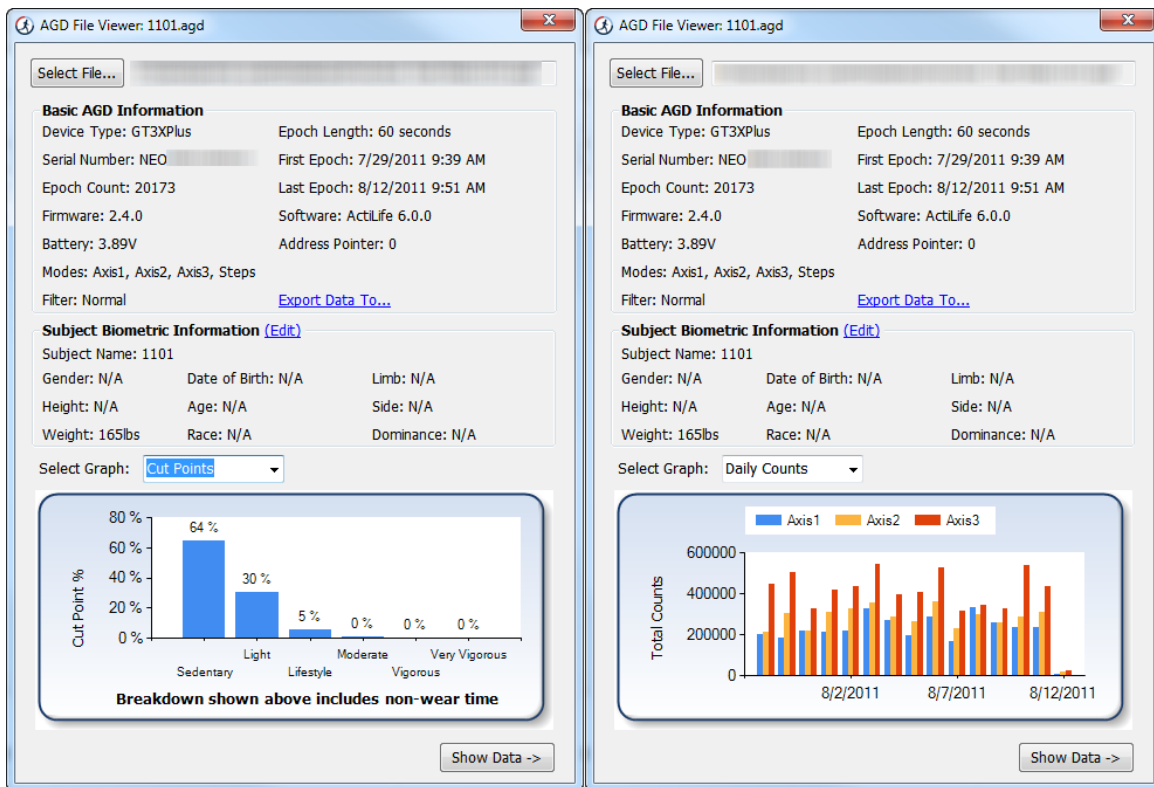 AGD File Viewer: 1101.agd
Select File...
Basic AGD Information
Device Type: GT3XPlus Epoch Length: 60 seconds
Serial Number: NEO First Epoch: 7/29/2011 9:39 AM
Epoch Count: 20173 Last Epoch: 8/12/2011 9:51 AM
Firmware: 2.4.0 Software: ActiLife 6.0.0
Battery: 3.89V Address Pointer: 0
Modes: Axis1, Axis2, Axis3, Steps
Filter: Normal Export Data To...
Subject Biometric Information (Edit)
Subject Name: 1101
Gender: N/A Date of Birth: N/A Limb: N/A
Height: N/A Age: N/A Side: N/A
Weight: 165lbs Race: N/A Dominance: N/A
Select Graph: Cut Points
80 %
64 %
60 %
40 %
30 %
20 %
5 %
0 %
0 %
0 %
0 %
Cut Point %
Light Moderate Very Vigorous
Sedentary Lifestyle Vigorous
Breakdown shown above includes non-wear time
Show Data ->
AGD File Viewer: 1101.agd
Select File...
Basic AGD Information
Device Type: GT3XPlus Epoch Length: 60 seconds
Serial Number: NEO First Epoch: 7/29/2011 9:39 AM
Epoch Count: 20173 Last Epoch: 8/12/2011 9:51 AM
Firmware: 2.4.0 Software: ActiLife 6.0.0
Battery: 3.89V Address Pointer: 0
Modes: Axis1, Axis2, Axis3, Steps
Filter: Normal Export Data To...
Subject Biometric Information (Edit)
Subject Name: 1101
Gender: N/A Date of Birth: N/A Limb: N/A
Height: N/A Age: N/A Side: N/A
Weight: 165lbs Race: N/A Dominance: N/A
Select Graph: Daily Counts
Axis1 Axis2 Axis3
600000
400000
200000
0
Total Counts
8/2/2011 8/7/2011 8/12/2011
Show Data ->